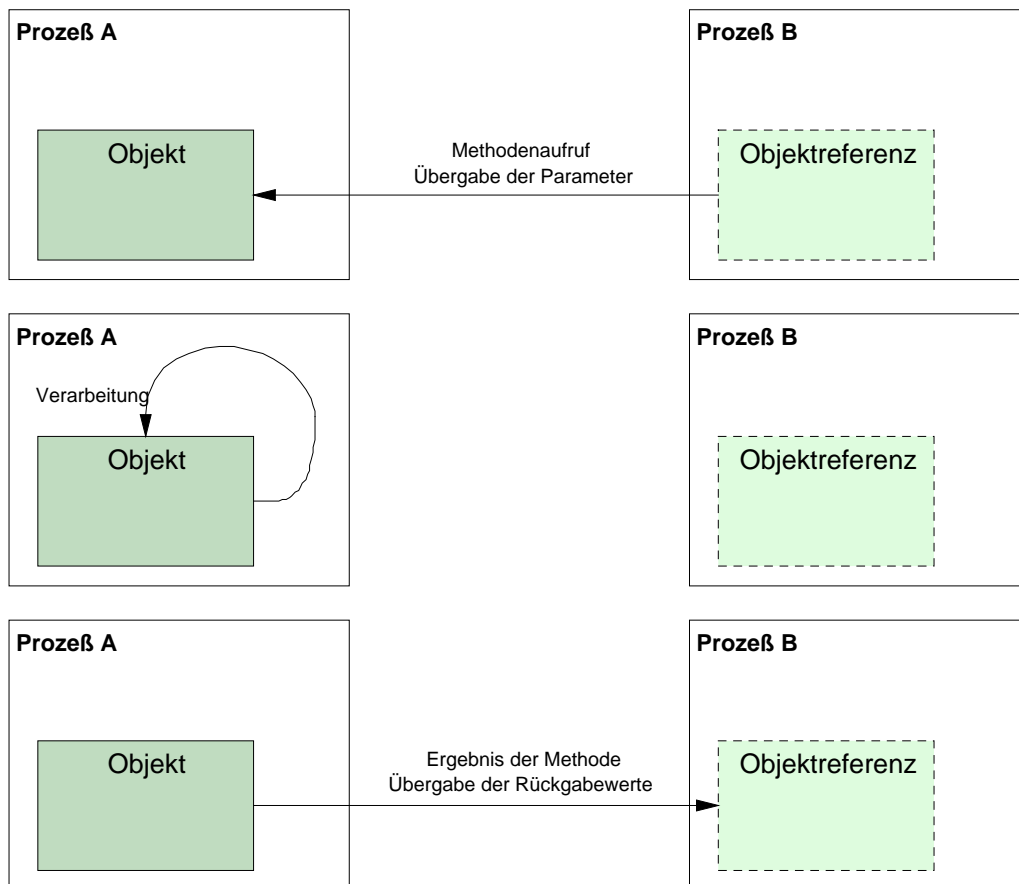 Prozeß A
Prozeß B
Objekt
Methodenaufruf
Übergabe der Parameter
Objektreferenz
Prozeß A
Prozeß B
Verarbeitung
Objekt
Objektreferenz
Prozeß A
Prozeß B
Objekt
Ergebnis der Methode
Übergabe der Rückgabewerte
Objektreferenz